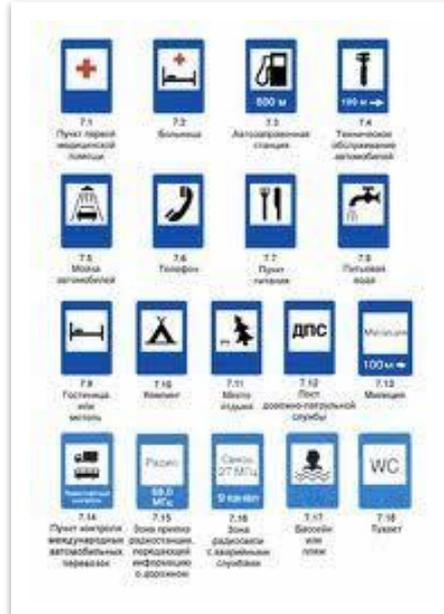 800 м
100 м
7.1
7.2
7.3
7.4
Пункт первой
медицинской
помощи
Больница
Автозаправочная
станция
Техническое
обслуживание
автомобилей
7.5
7.6
7.7
7.8
Мойка
автомобилей
Телефон
Пункт
питания
Питьевая
вода
ДПС
Милиция
100 м
7.9
7.10
7.11
7.12
7.13
Гостиница
или
мотель
Кемпинг
Место
отдыха
Пост
дорожно-патрульной
службы
Милиция
Радио
69.0
МГц
Связь
27 МГц
9 канал
WC
7.14
7.15
7.16
7.17
7.18
Пункт контроля
международных
автомобильных
перевозок
Зона приема
радиостанции,
передающей
информацию
о дорожном
Зона
радиосвязи
с аварийными
службами
Бассейн
или
пляж
Туалет